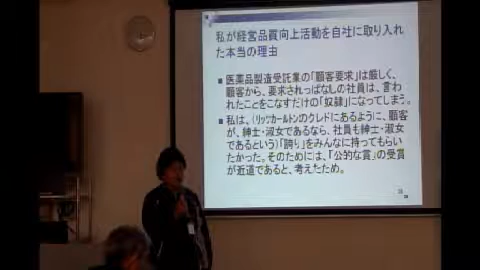 私が経営品質向上活動を自社に取り入れ
た本当の理由
■ 医薬品製造受託業の「顧客要求」は厳しく、
顧客から、要求されっぱなしの社員は、言わ
れたことをこなすだけの「奴隷」になってしまう。
■ 私は、(リッツカールトンのクレドにあるように、顧客
が、紳士・淑女であるなら、社員も紳士・淑女
であるという)「誇り」をみんなに持ってもらい
たかった。そのためには、「公的な賞」の受賞
が近道であると、考えたため。